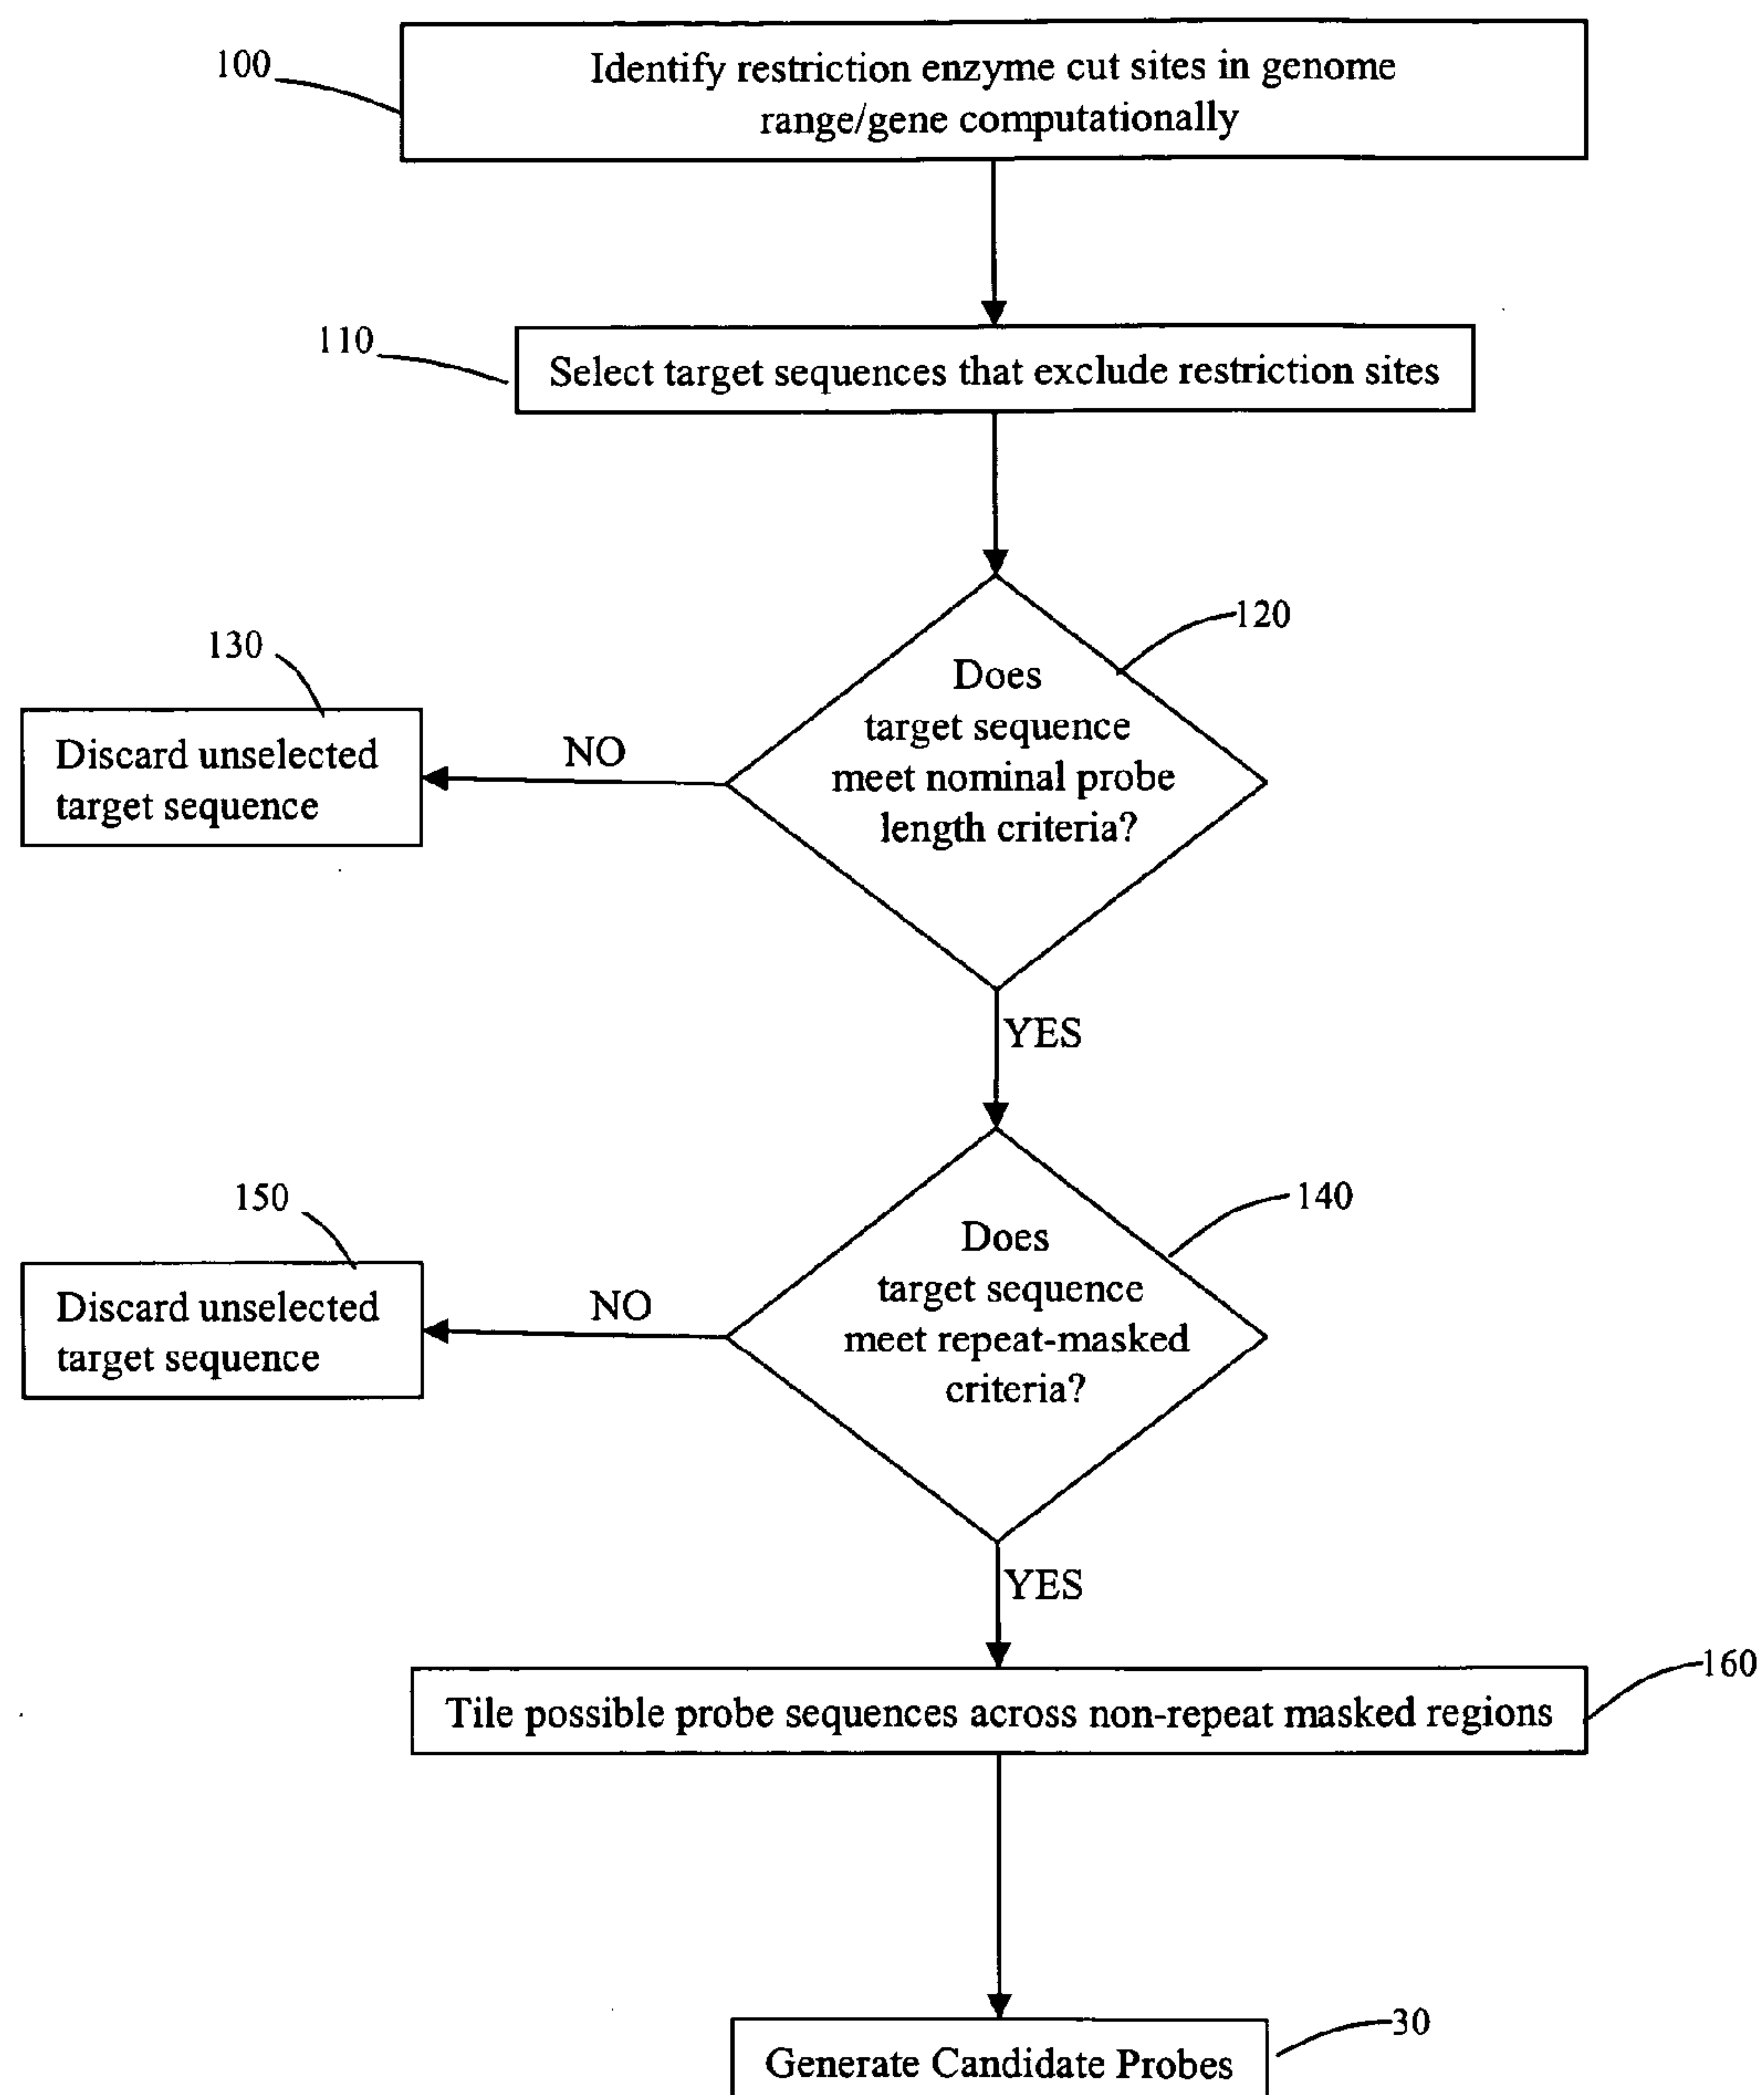 100
Identify restriction enzyme cut sites in genome
range/gene computationally
110
Select target sequences that exclude restriction sites
120
Does
target sequence
meet nominal probe
length criteria?
130
NO
Discard unselected
target sequence
YES
140
Does
target sequence
meet repeat-masked
criteria?
150
NO
Discard unselected
target sequence
YES
160
Tile possible probe sequences across non-repeat masked regions
30
Generate Candidate Probes